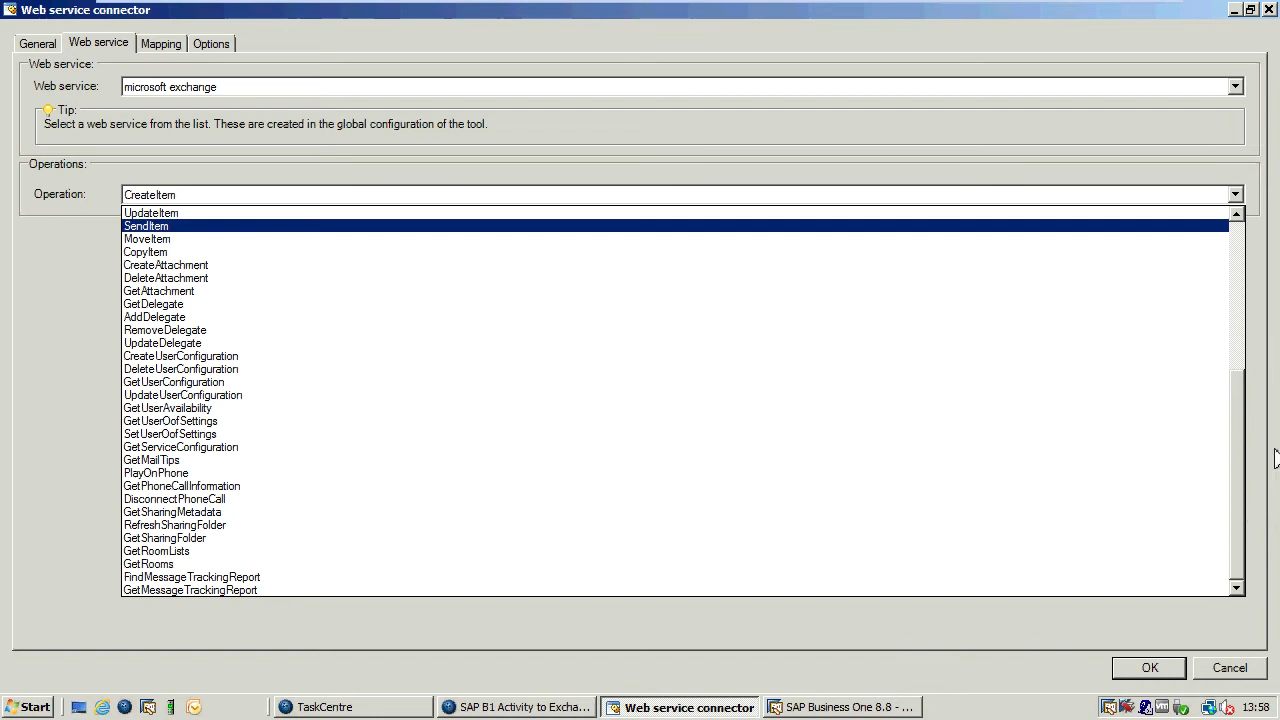 Web service connector
General
Web service
Mapping
Options
Web service:
Web service:
microsoft exchange
Tip:
Select a web service from the list. These are created in the global configuration of the tool.
Operations:
Operation:
CreateItem
UpdateItem
SendItem
MoveItem
CopyItem
CreateAttachment
DeleteAttachment
GetAttachment
GetDelegate
AddDelegate
RemoveDelegate
UpdateDelegate
CreateUserConfiguration
DeleteUserConfiguration
GetUserConfiguration
UpdateUserConfiguration
GetUserAvailability
GetUserOofSettings
SetUserOofSettings
GetServiceConfiguration
GetMailTips
PlayOnPhone
GetPhoneCallInformation
DisconnectPhoneCall
GetSharingMetadata
RefreshSharingFolder
GetSharingFolder
GetRoomLists
GetRooms
FindMessageTrackingReport
GetMessageTrackingReport
OK
Cancel
Start
TaskCentre
SAP B1 Activity to Excha...
Web service connector
SAP Business One 8.8 - ...
13:58